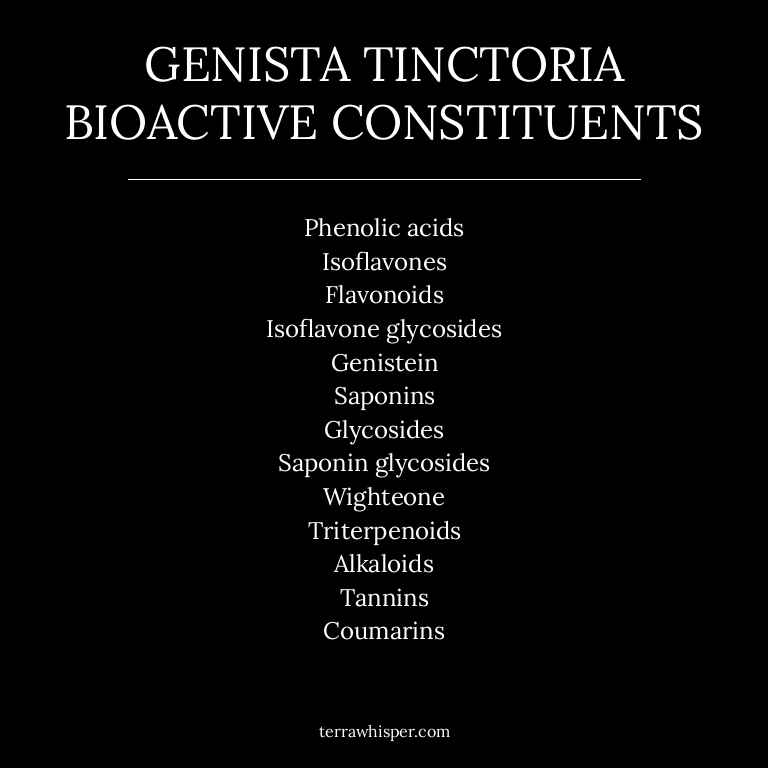 GENISTA TINCTORIA
BIOACTIVE CONSTITUENTS
Phenolic acids
Isoflavones
Flavonoids
Isoflavone glycosides
Genistein
Saponins
Glycosides
Saponin glycosides
Wighteone
Triterpenoids
Alkaloids
Tannins
Coumarins
terrawhisper.com